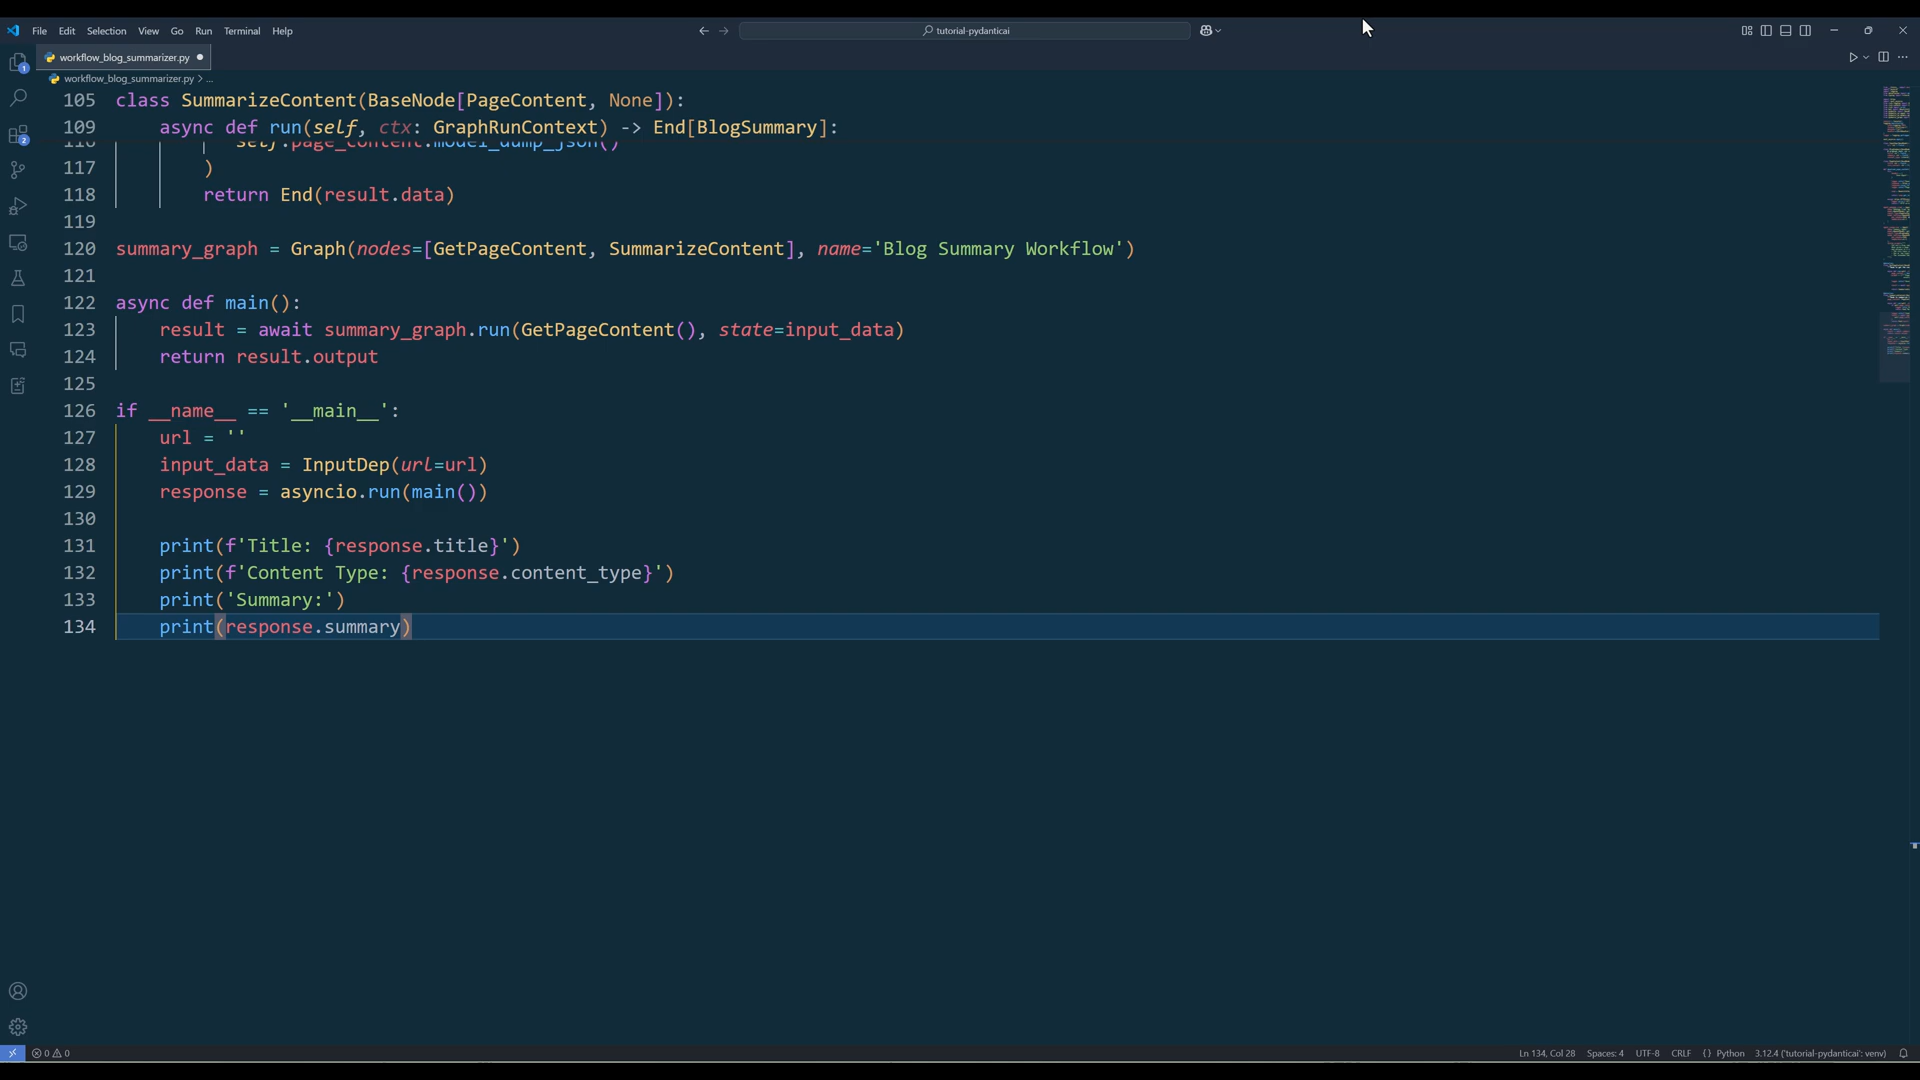 File Edit Selection View Go Run Terminal Help
tutorial-pydanticai
workflow_blog_summarizer.py
workflow_blog_summarizer.py > ...
105 class SummarizeContent(BaseNode[PageContent, None]):
109     async def run(self, ctx: GraphRunContext) -> End[BlogSummary]:
116             self.page_content.model_dump_json()
117         )
118         return End(result.data)
119
120 summary_graph = Graph(nodes=[GetPageContent, SummarizeContent], name='Blog Summary Workflow')
121
122 async def main():
123     result = await summary_graph.run(GetPageContent(), state=input_data)
124     return result.output
125
126 if __name__ == '__main__':
127     url = ''
128     input_data = InputDep(url=url)
129     response = asyncio.run(main())
130
131     print(f'Title: {response.title}')
132     print(f'Content Type: {response.content_type}')
133     print('Summary:')
134     print(response.summary)
0 0
Ln 134, Col 28 Spaces: 4 UTF-8 CRLF {} Python 3.12.4 ('tutorial-pydanticai': venv)